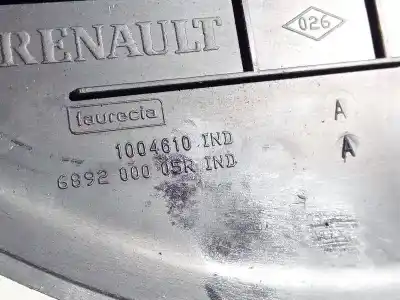 RENAULT
026
faurecia
1004610 IND
6892 000 05R IND
A
A